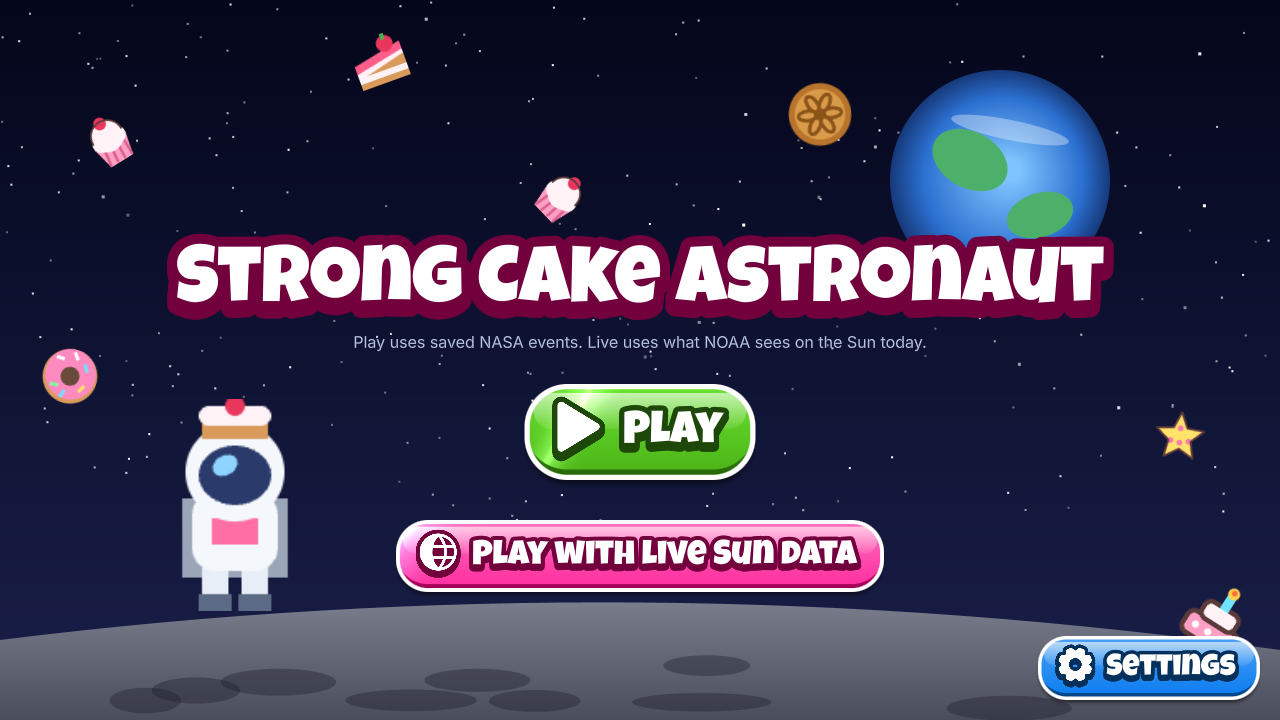 STRONG CAKE ASTRONAUT
Play uses saved NASA events. Live uses what NOAA sees on the Sun today.
PLAY
PLAY WITH LIVE SUN DATA
SETTINGS